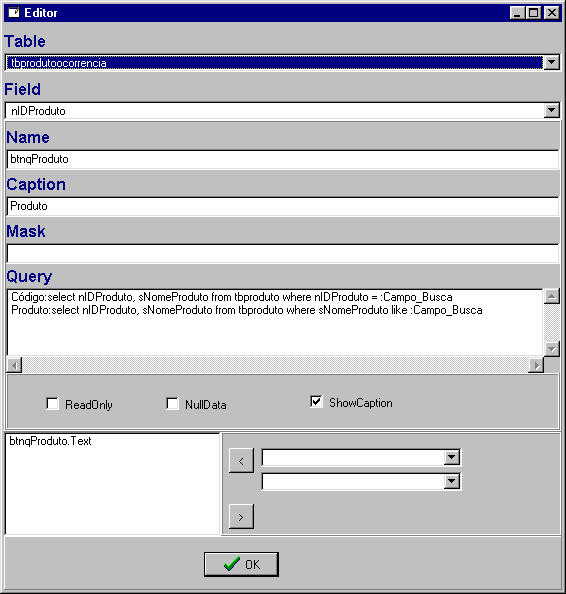 Editor
Table
tbprodutoocorrencia
Field
nIDProduto
Name
btnqProduto
Caption
Produto
Mask
Query
Código:select nIDProduto, sNomeProduto from tbproduto where nIDProduto = :Campo_Busca
Produto:select nIDProduto, sNomeProduto from tbproduto where sNomeProduto like :Campo_Busca
ReadOnly NullData ShowCaption
btnqProduto.Text
<
>
OK